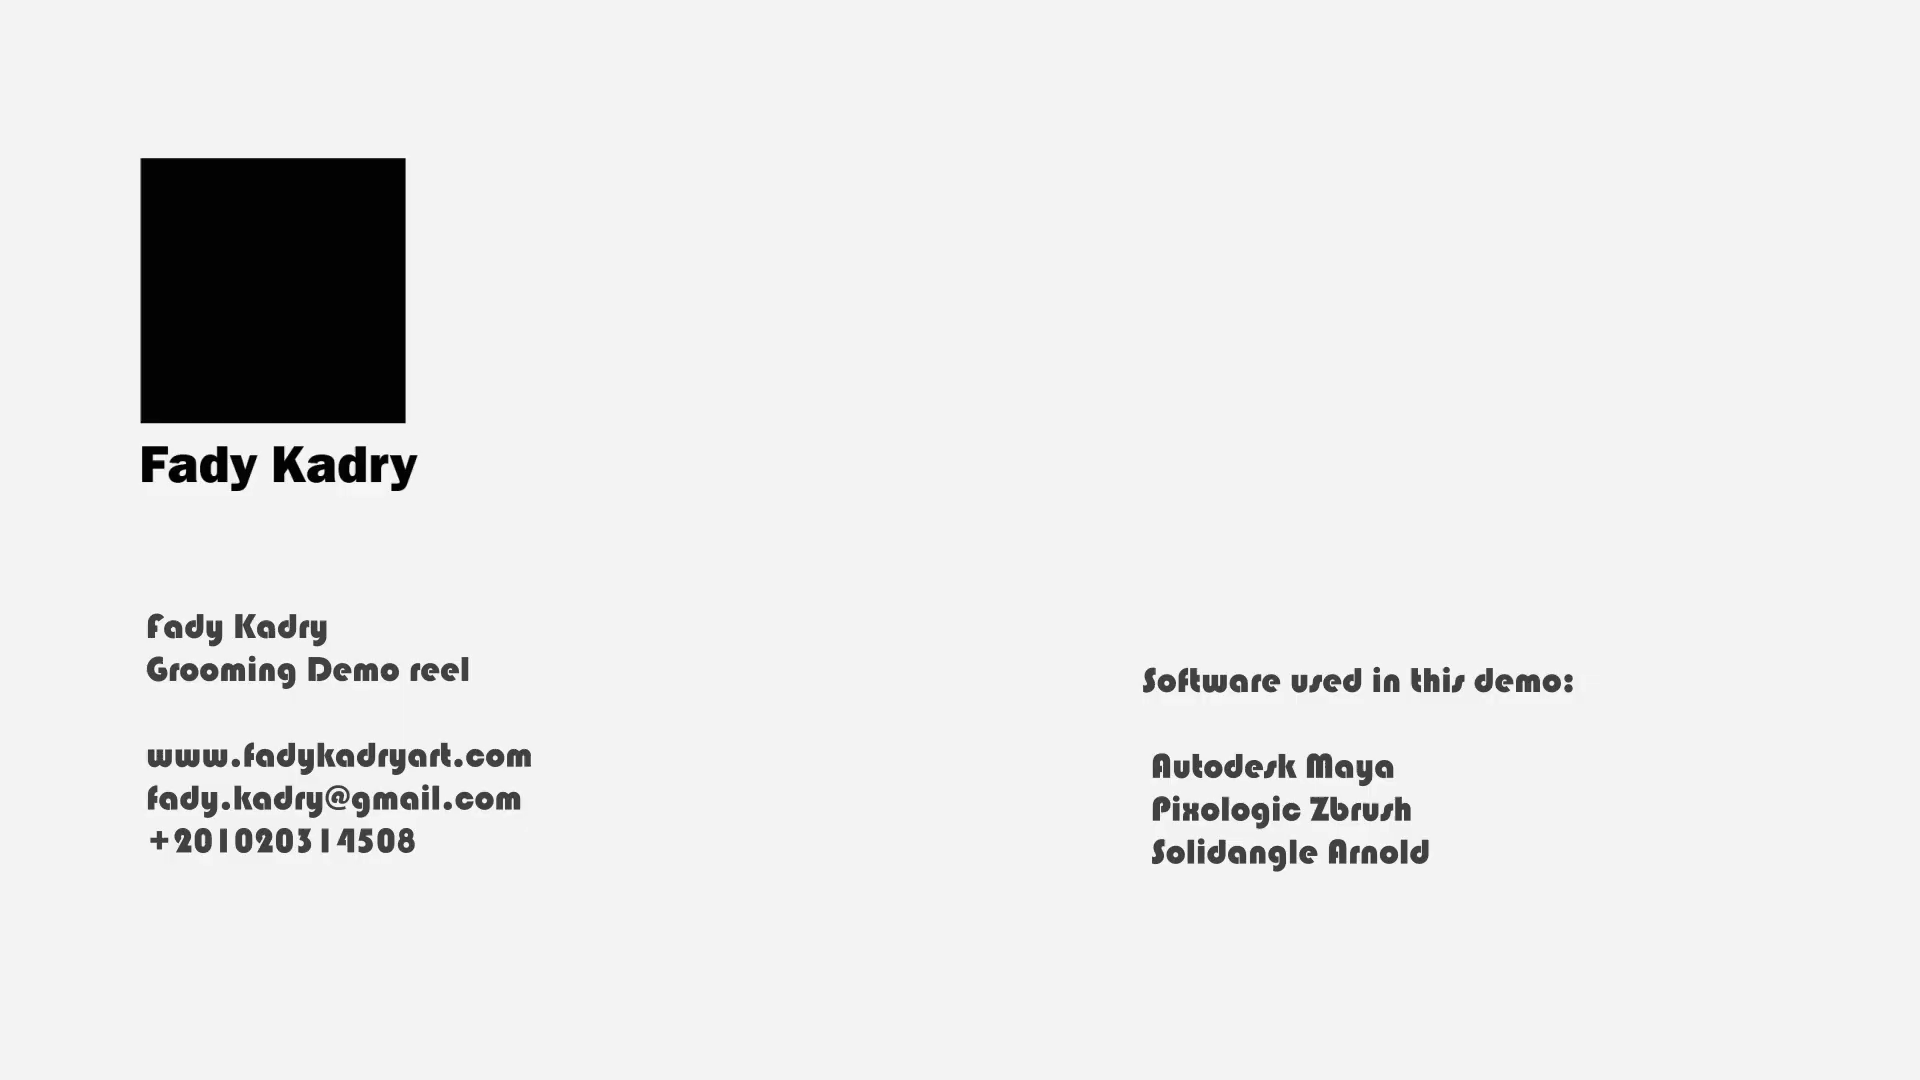 Fady Kadry
Fady Kadry
Grooming Demo reel
www.fadykadryart.com
fady.kadry@gmail.com
+201020314508
Software used in this demo:
Autodesk Maya
Pixologic Zbrush
Solidangle Arnold